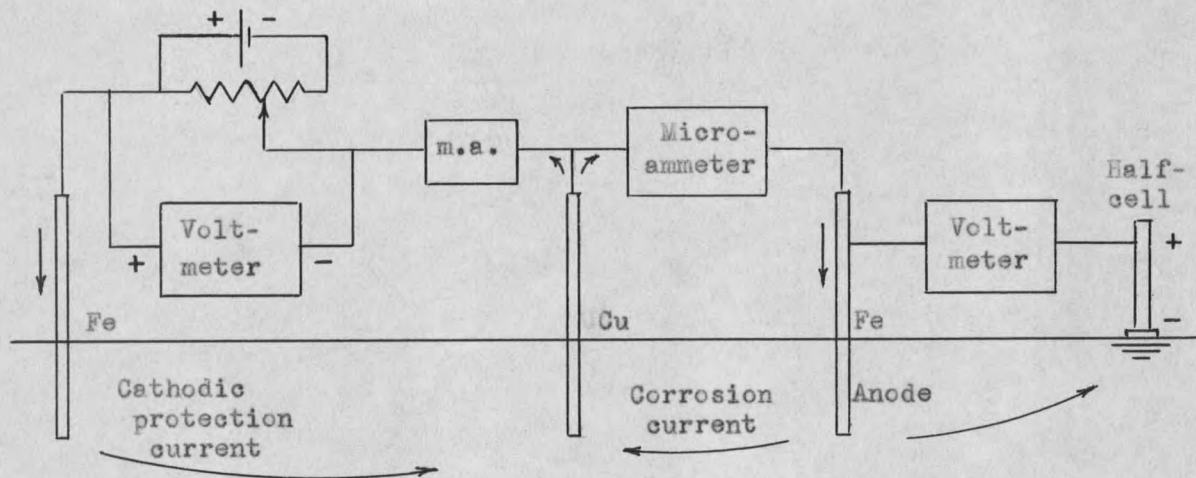 + -
m.a.
Micro-
ammeter
Half-
cell
Volt-
meter
+ -
Volt-
meter
+
-
Fe
Cu
Fe
Cathodic
protection
current
Corrosion
current
Anode